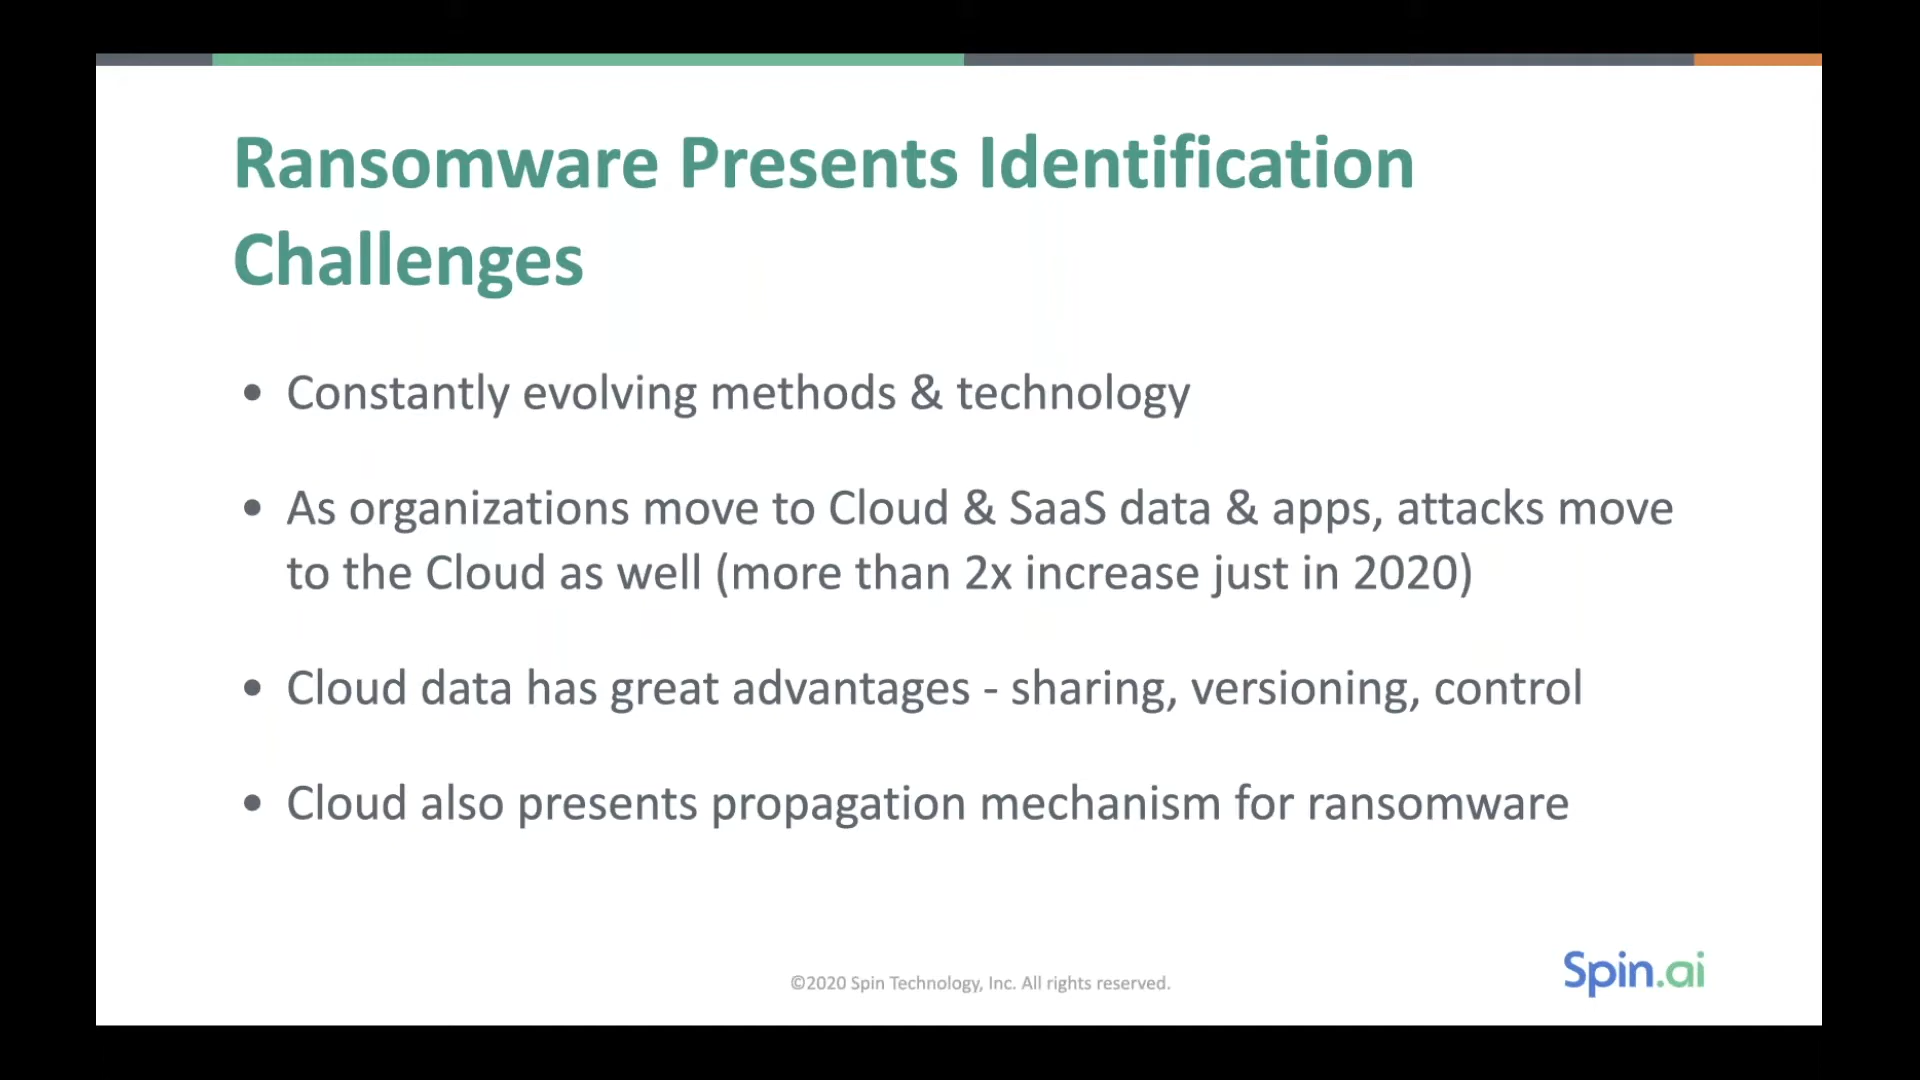 Ransomware Presents Identification
Challenges
• Constantly evolving methods & technology
• As organizations move to Cloud & SaaS data & apps, attacks move
to the Cloud as well (more than 2x increase just in 2020)
• Cloud data has great advantages - sharing, versioning, control
• Cloud also presents propagation mechanism for ransomware
©2020 Spin Technology, Inc. All rights reserved.
Spin.ai